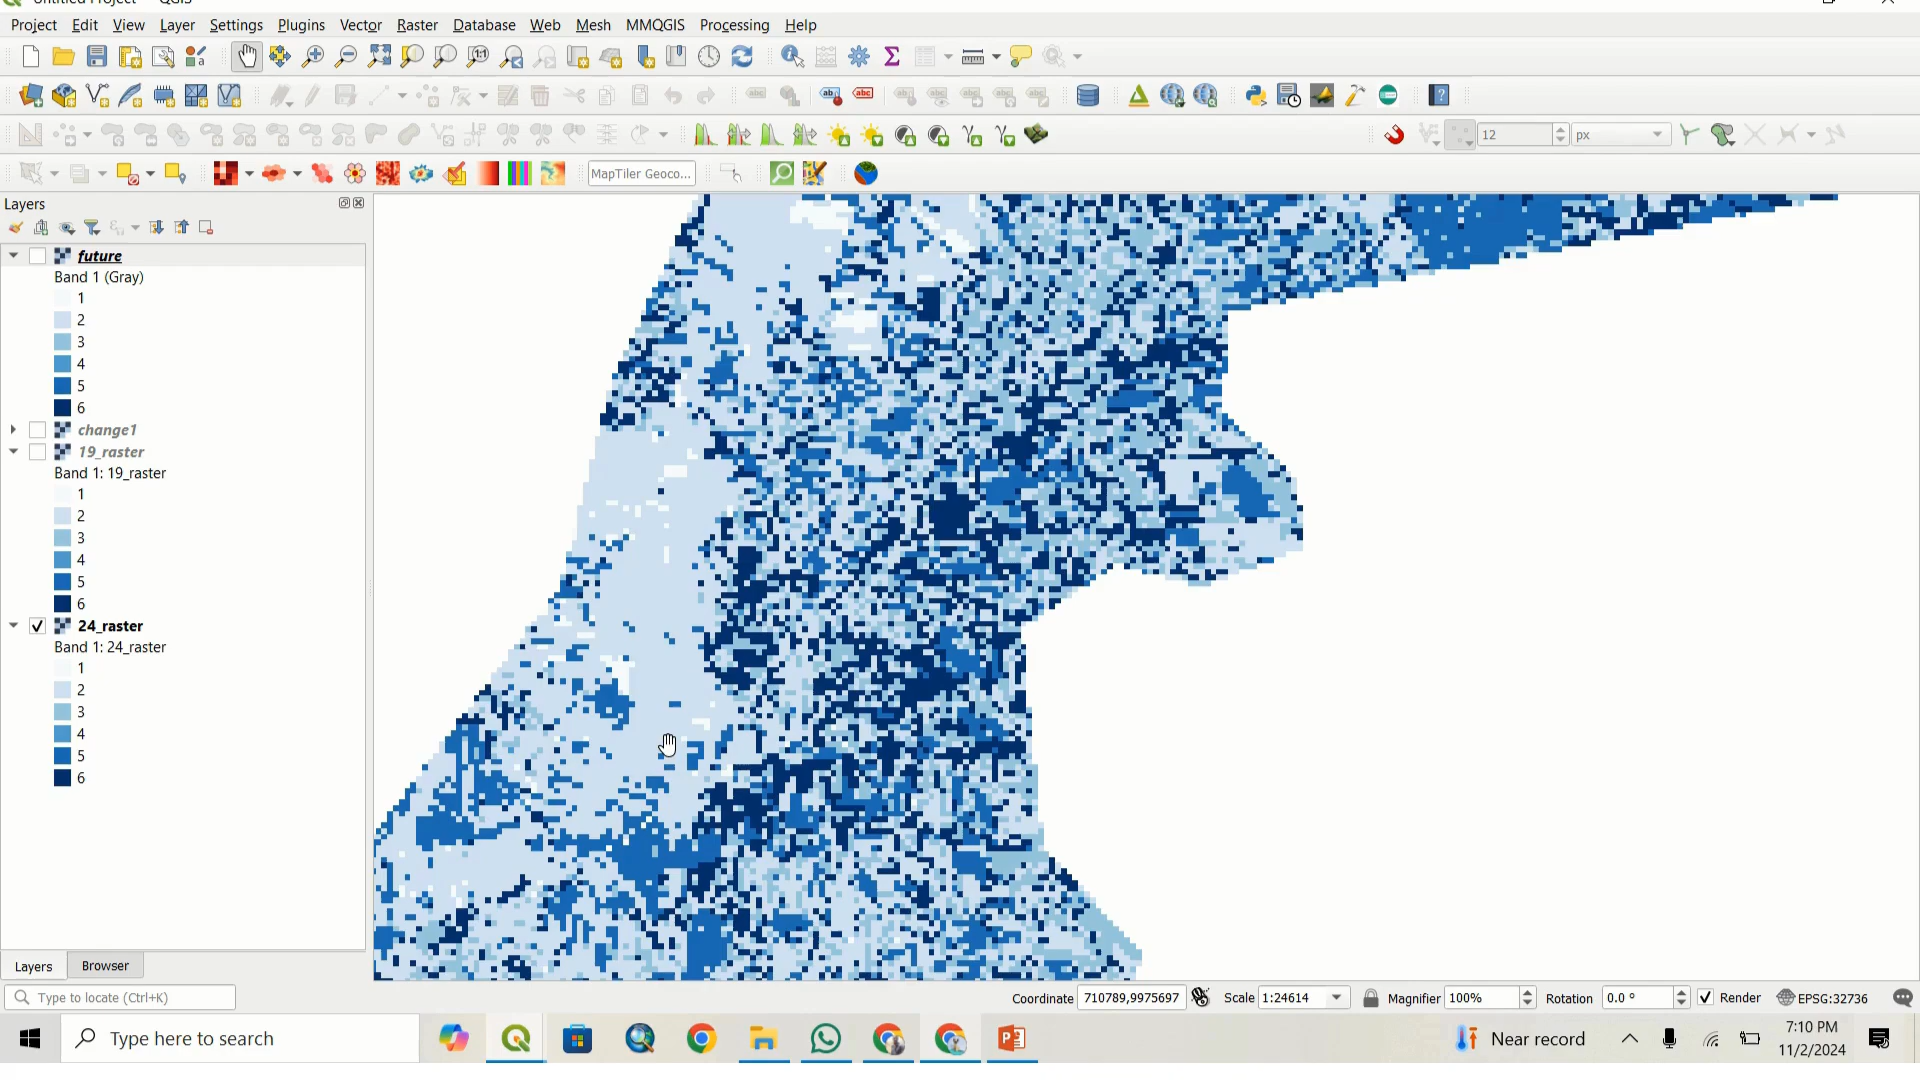 Untitled Project — QGIS
Project Edit View Layer Settings Plugins Vector Raster Database Web Mesh MMQGIS Processing Help
12 px
MapTiler Geoco...
Layers
future
Band 1 (Gray)
1
2
3
4
5
6
change1
19_raster
Band 1: 19_raster
1
2
3
4
5
6
24_raster
Band 1: 24_raster
1
2
3
4
5
6
Layers Browser
Type to locate (Ctrl+K) Coordinate 710789,9975697 Scale 1:24614 Magnifier 100% Rotation 0.0 ° Render EPSG:32736
Type here to search Near record 7:10 PM
11/2/2024